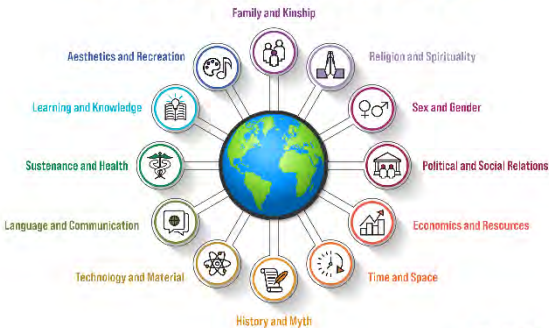 Family and Kinship
Aesthetics and Recreation
Religion and Spirituality
Learning and Knowledge
Sex and Gender
Sustenance and Health
Political and Social Relations
Language and Communication
Economics and Resources
Technology and Material
Time and Space
History and Myth